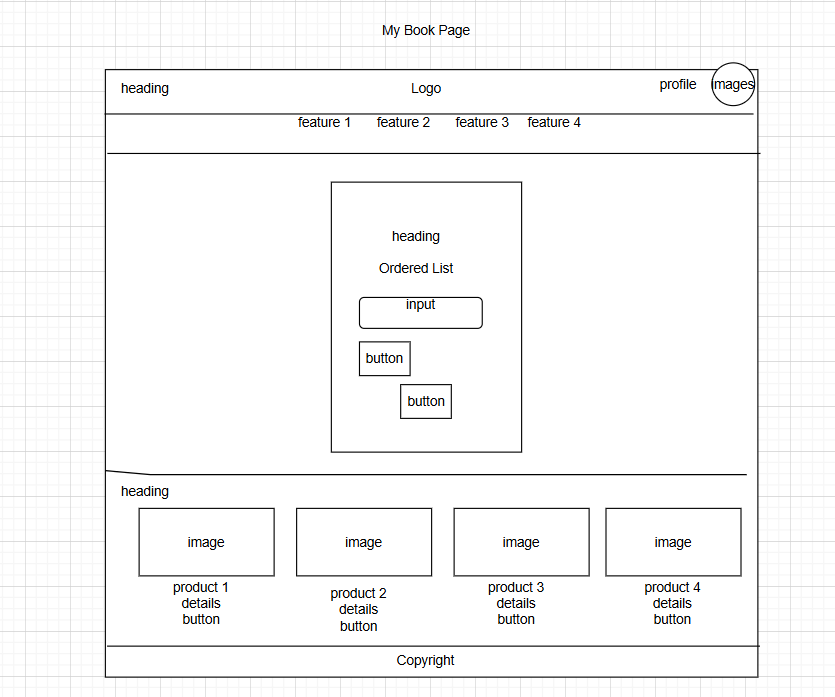 My Book Page
heading Logo profile images
feature 1 feature 2 feature 3 feature 4
heading
Ordered List
input
button
button
heading
image image image image
product 1 product 2 product 3 product 4
details details details details
button button button button
Copyright